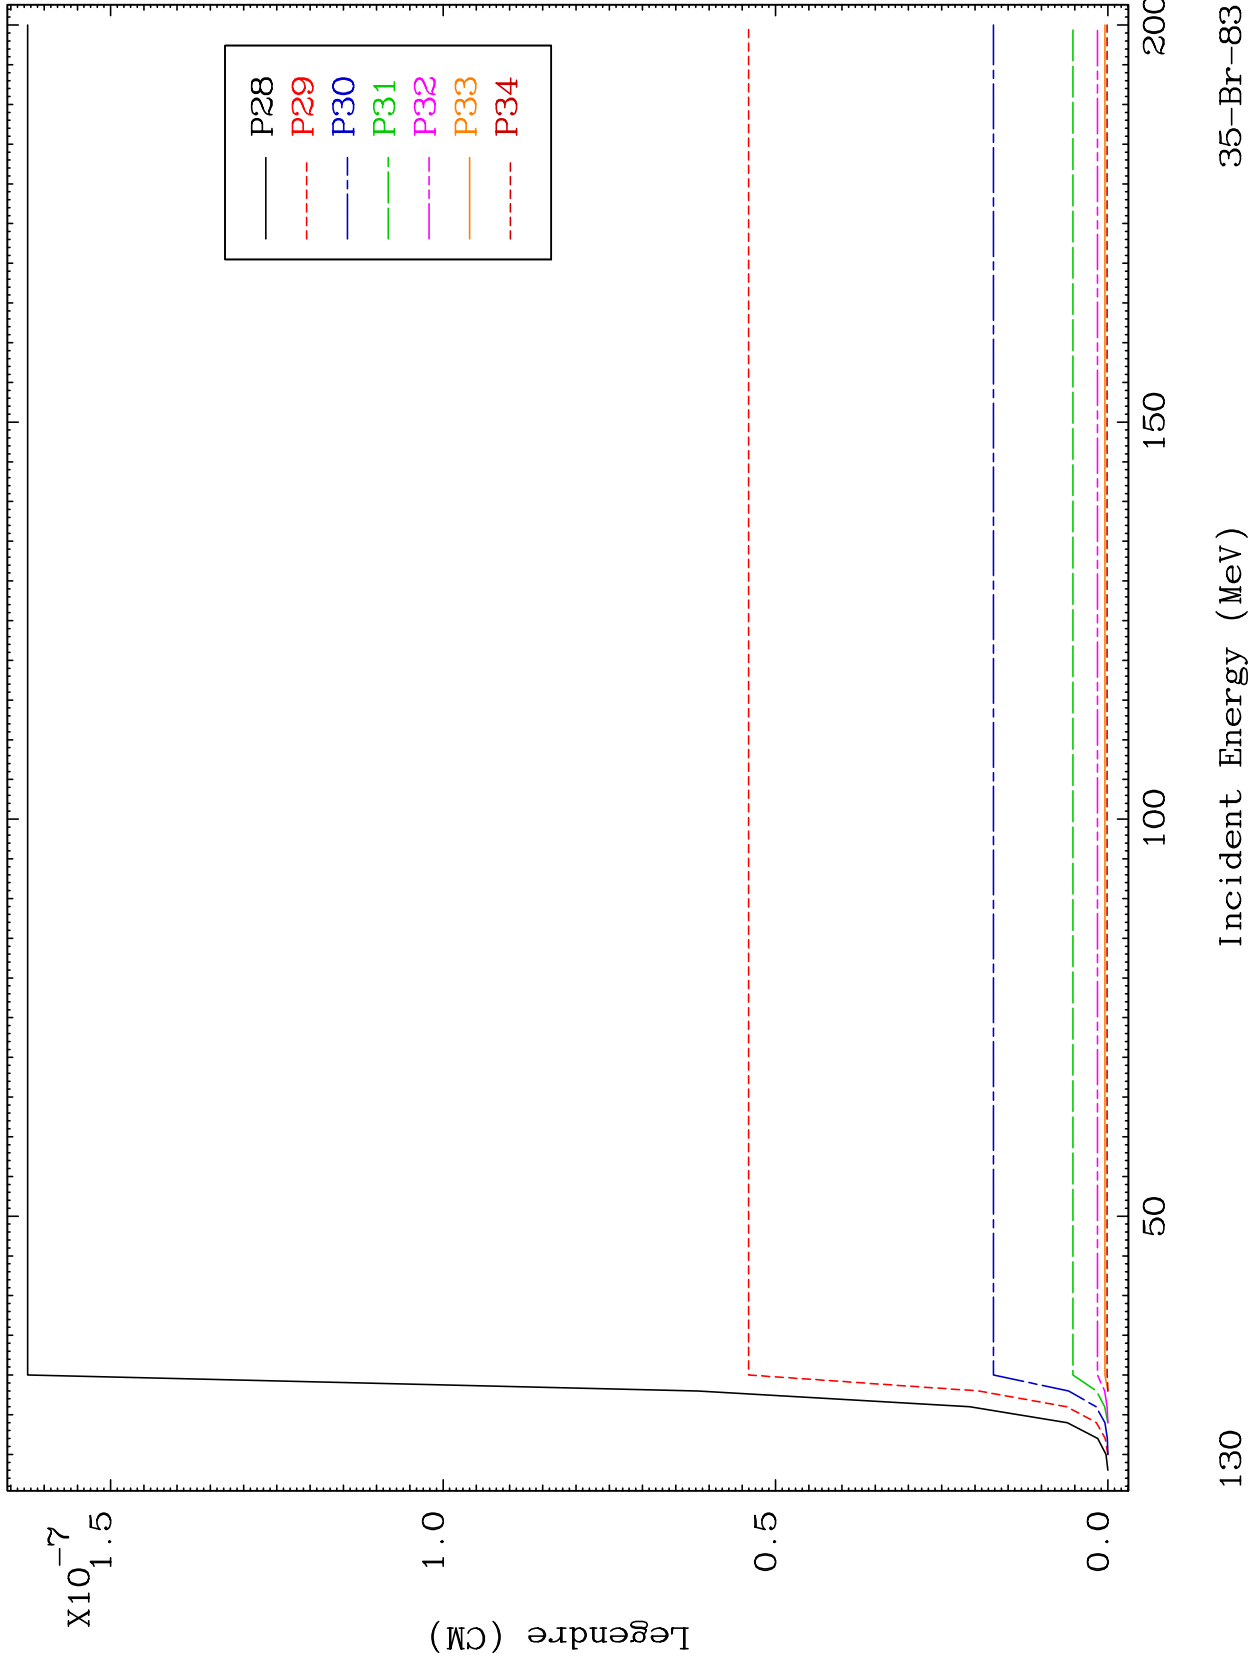 X10-7
1.5
1.0
0.5
0.0
Legendre (CM)
P28
P29
P30
P31
P32
P33
P34
50
100
150
200
Incident Energy (MeV)
130
35-Br-83